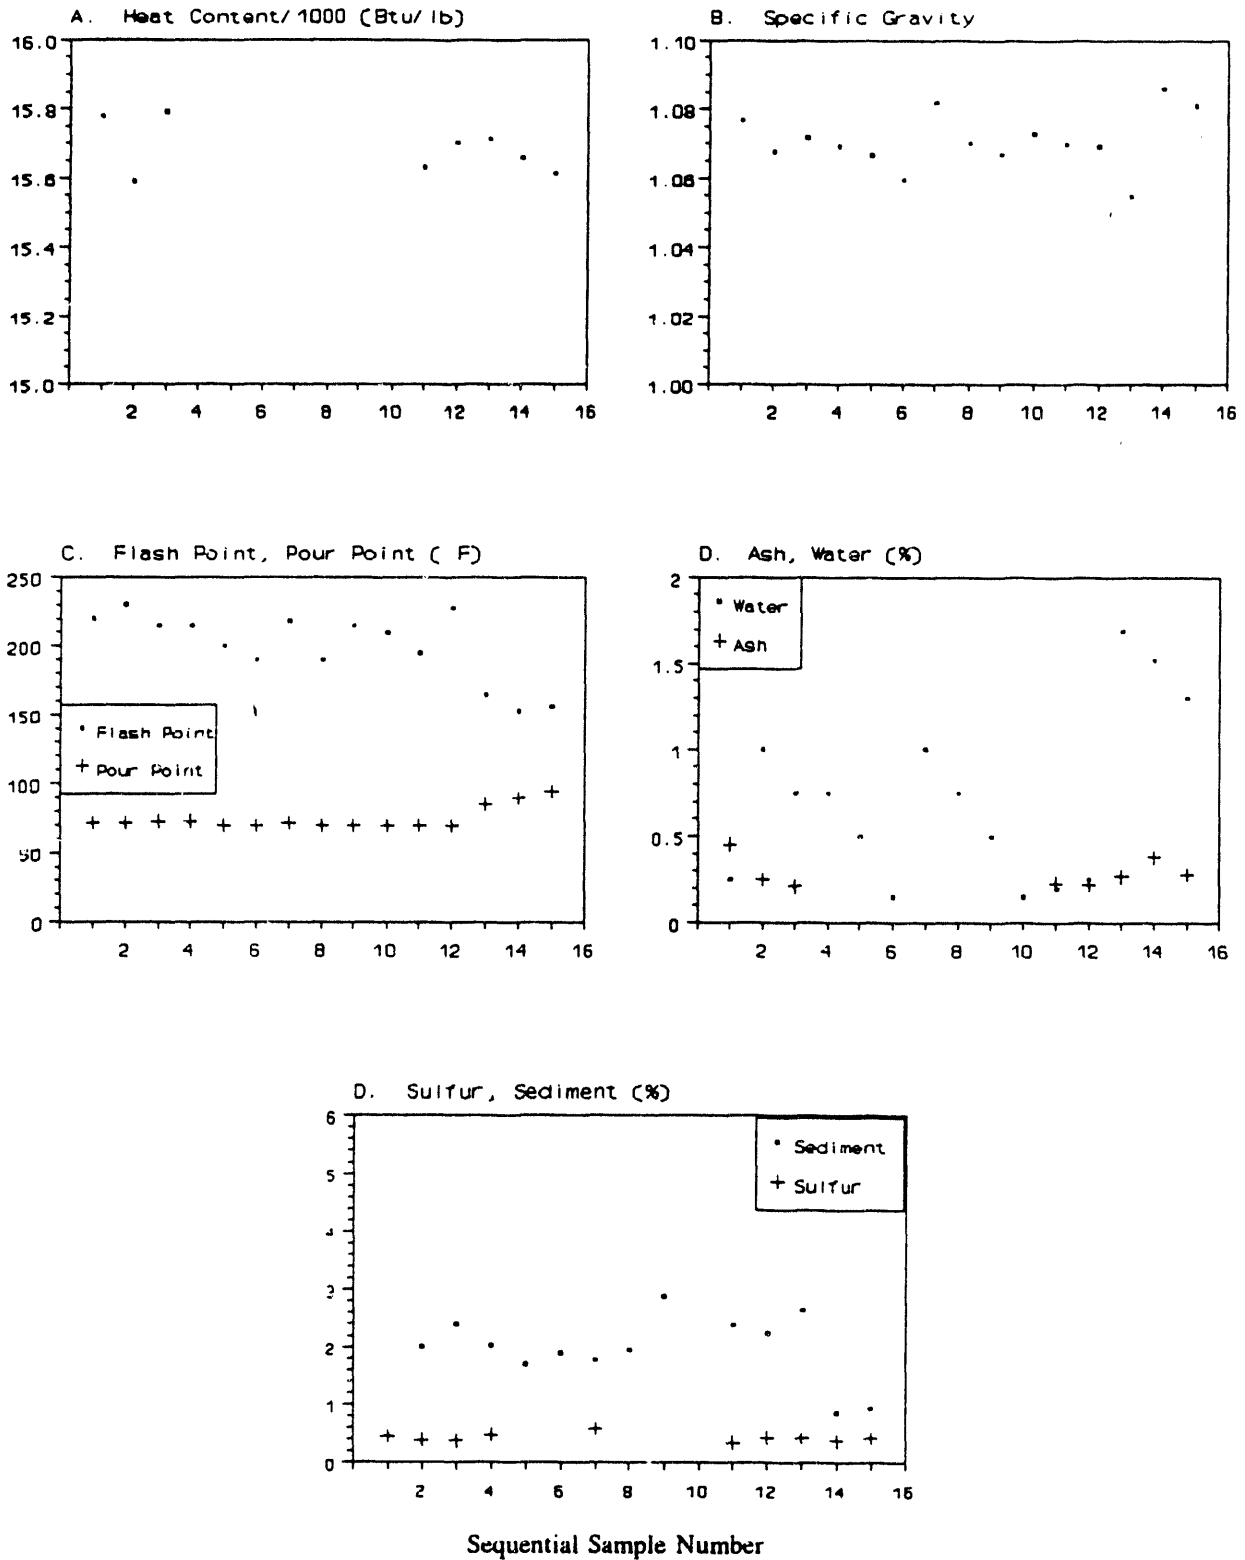 A. Heat Content/1000 (Btu/lb)
16.0
15.8
15.6
15.4
15.2
15.0
2 4 6 8 10 12 14 16
B. Specific Gravity
1.10
1.08
1.06
1.04
1.02
1.00
2 4 6 8 10 12 14 16
C. Flash Point, Pour Point ( F)
250
200
150
100
50
0
Flash Point
Pour Point
2 4 6 8 10 12 14 16
D. Ash, Water (%)
2
1.5
1
0.5
0
Water
Ash
2 4 6 8 10 12 14 16
D. Sulfur, Sediment (%)
6
5
4
3
2
1
0
Sediment
Sulfur
2 4 6 8 10 12 14 16
Sequential Sample Number